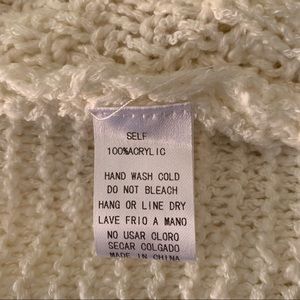 SELF
100%ACRYLIC
HAND WASH COLD
DO NOT BLEACH
HANG OR LINE DRY
LAVE FRIO A MANO
NO USAR CLORO
SECAR COLGADO
MADE IN CHINA